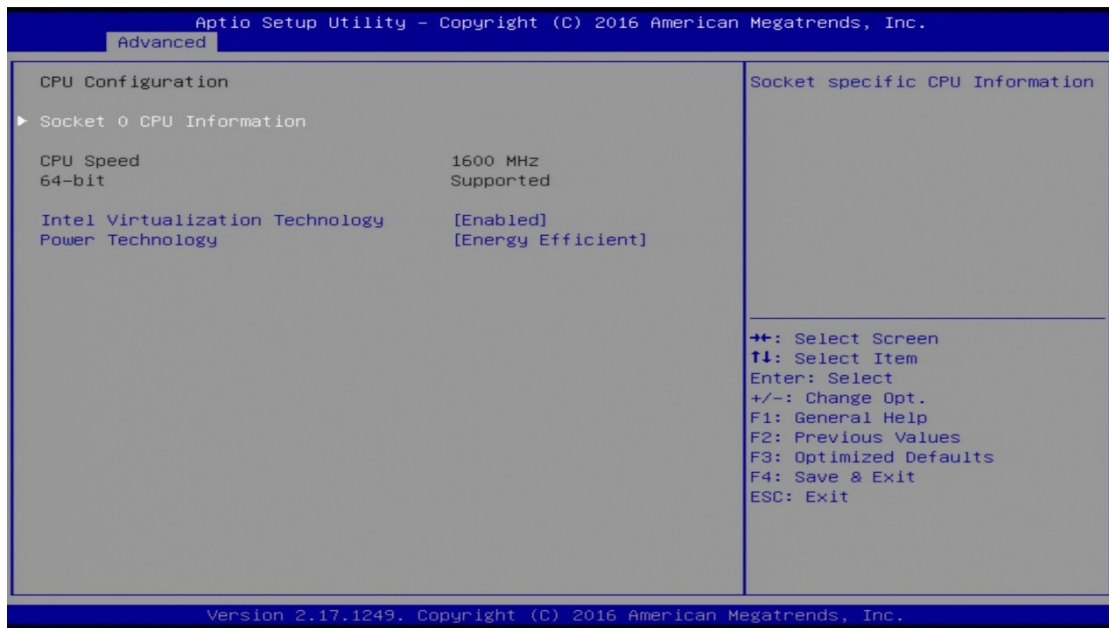 Aptio Setup Utility – Copyright (C) 2016 American Megatrends, Inc.
Advanced
CPU Configuration
▶ Socket 0 CPU Information
CPU Speed 1600 MHz
64-bit Supported
Intel Virtualization Technology [Enabled]
Power Technology [Energy Efficient]
Socket specific CPU Information
→←: Select Screen
↑↓: Select Item
Enter: Select
+/-: Change Opt.
F1: General Help
F2: Previous Values
F3: Optimized Defaults
F4: Save & Exit
ESC: Exit
Version 2.17.1249. Copyright (C) 2016 American Megatrends, Inc.